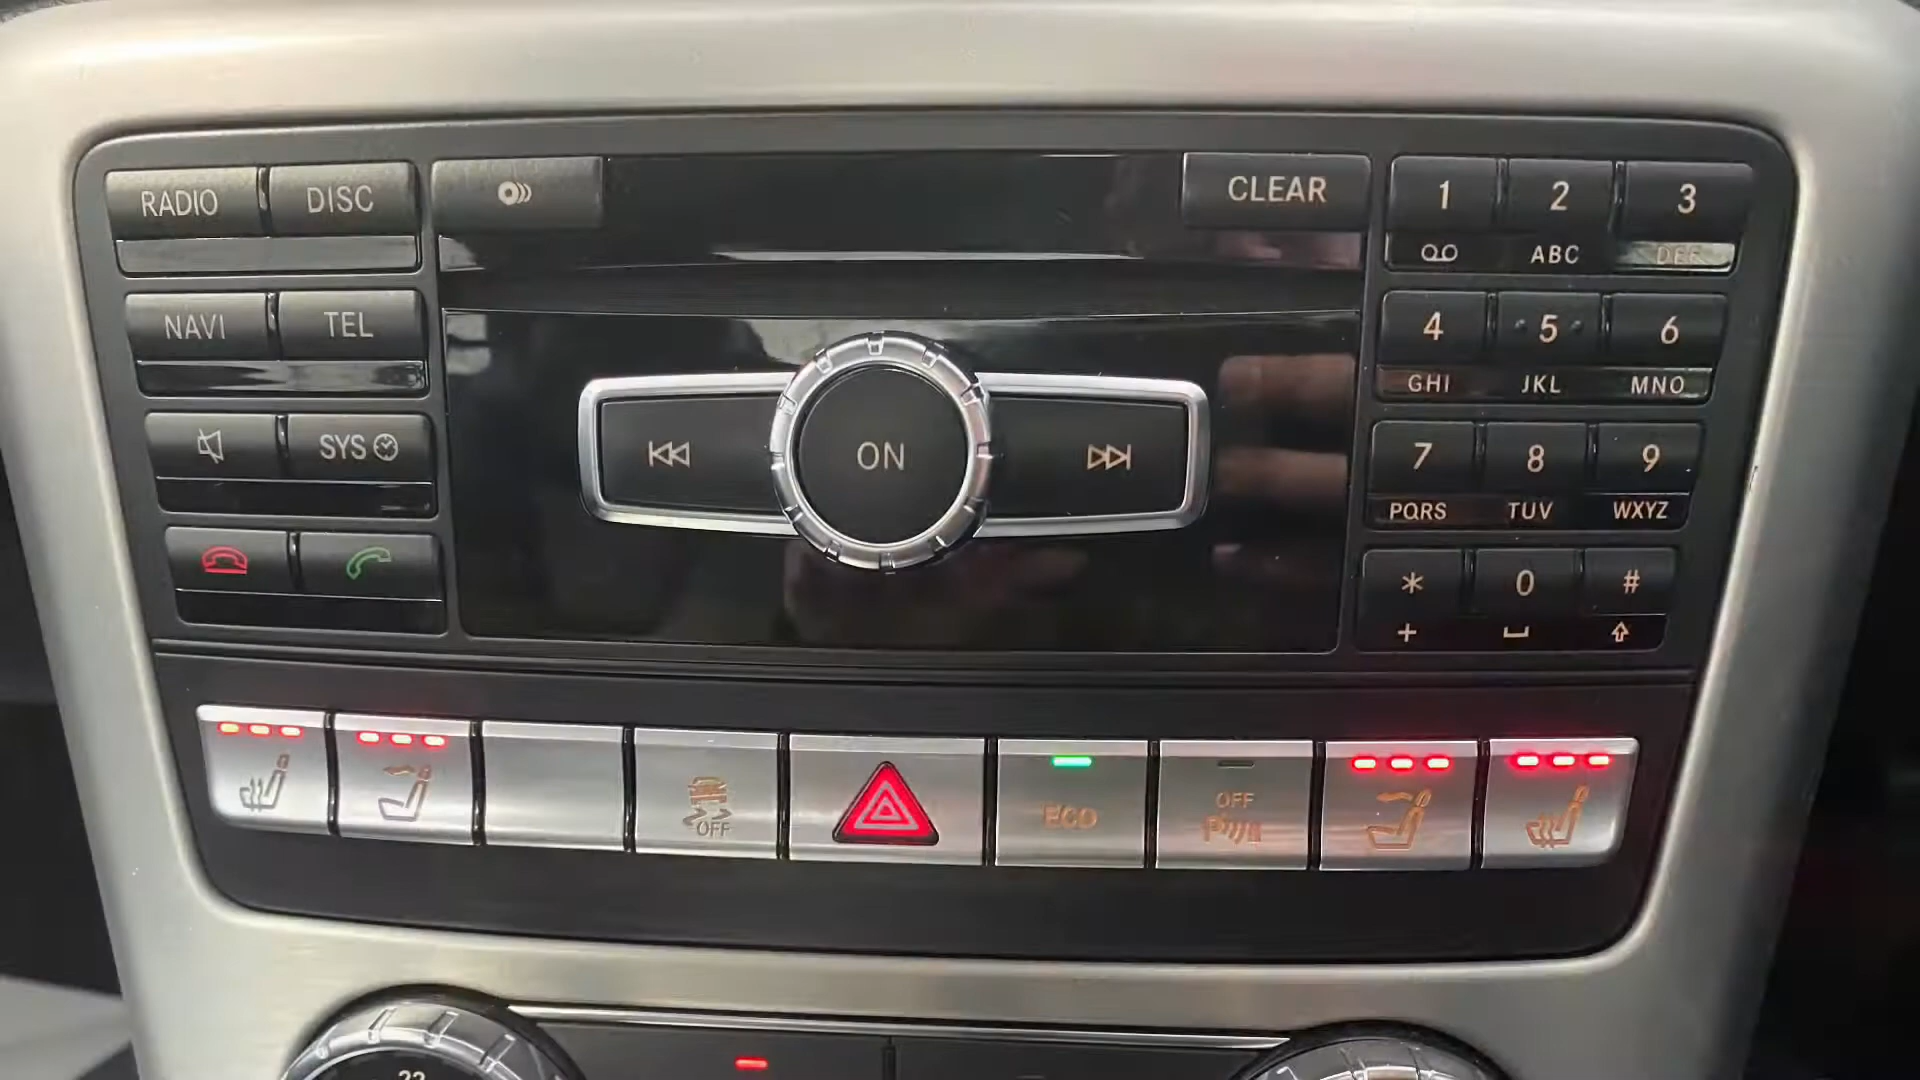 RADIO DISC CLEAR 1 2 3
ABC DEF
NAVI TEL 4 5 6
GHI JKL MNO
SYS ON 7 8 9
PQRS TUV WXYZ
* 0 #
+
OFF ECO OFF
22